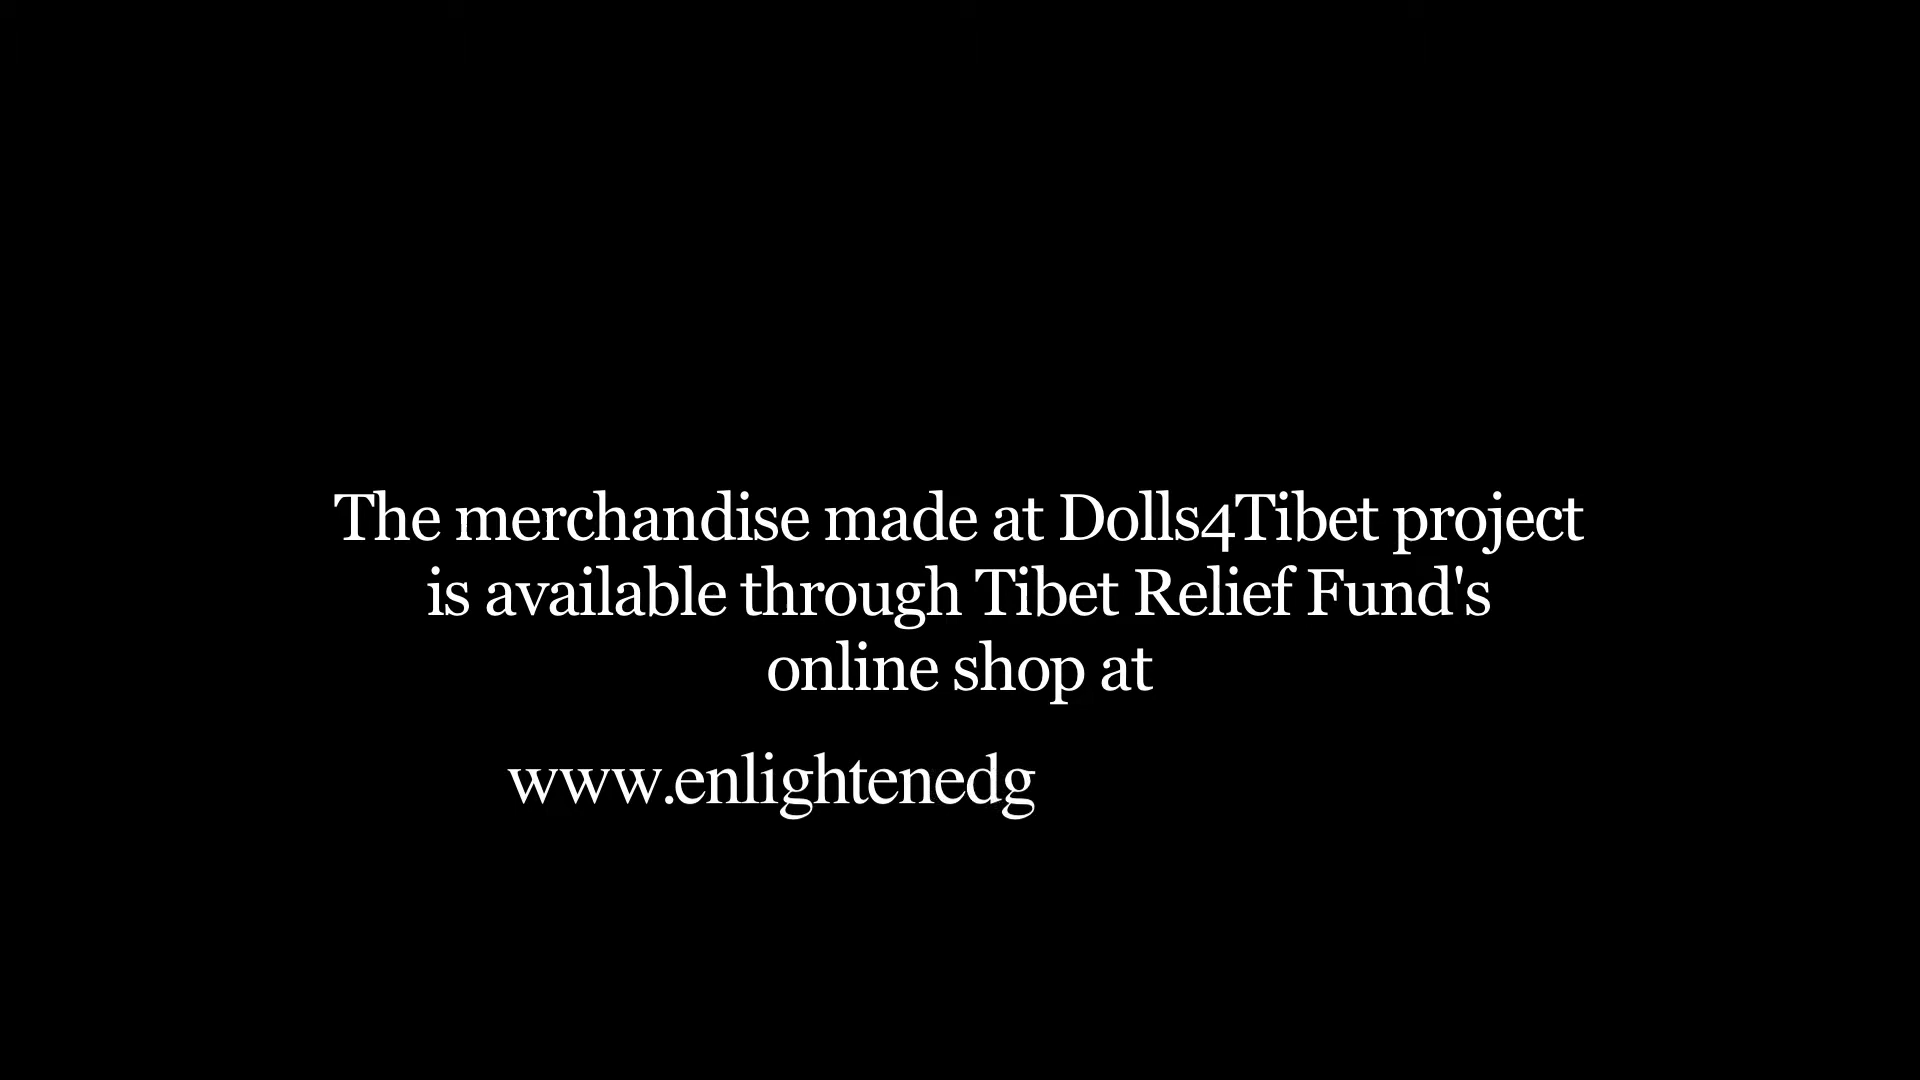 The merchandise made at Dolls4Tibet project
is available through Tibet Relief Fund's
online shop at
www.enlightenedg